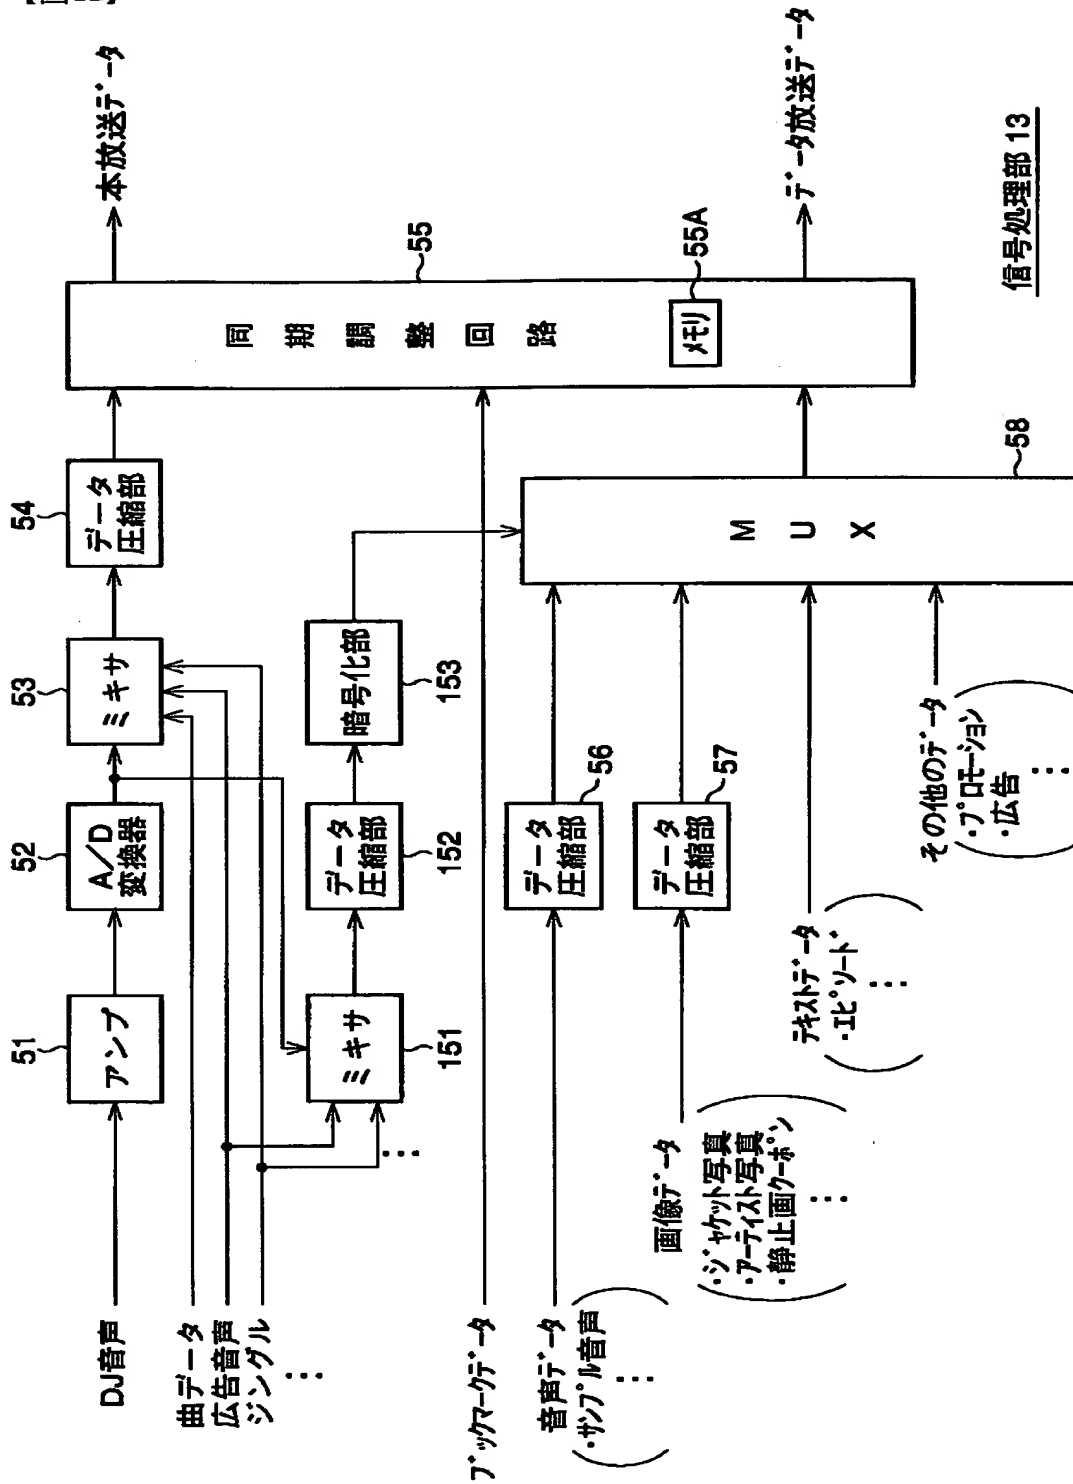 DJ音声
51
アンプ
52
A/D
変換器
53
ミキサ
54
データ
圧縮部
本放送データ
曲データ
広告音声
ジングル
⋮
151
ミキサ
…
152
データ
圧縮部
153
暗号化部
同期調整回路
55
メモリ
55A
データ放送データ
ブックマークデータ
音声データ
・サンプル音声
⋮
データ
圧縮部
56
画像データ
・ジャケット写真
・アーティスト写真
・静止画クーポン
⋮
データ
圧縮部
57
テキストデータ
・エピソード
⋮
その他のデータ
・プロモーション
・広告
⋮
MUX
58
信号処理部 13